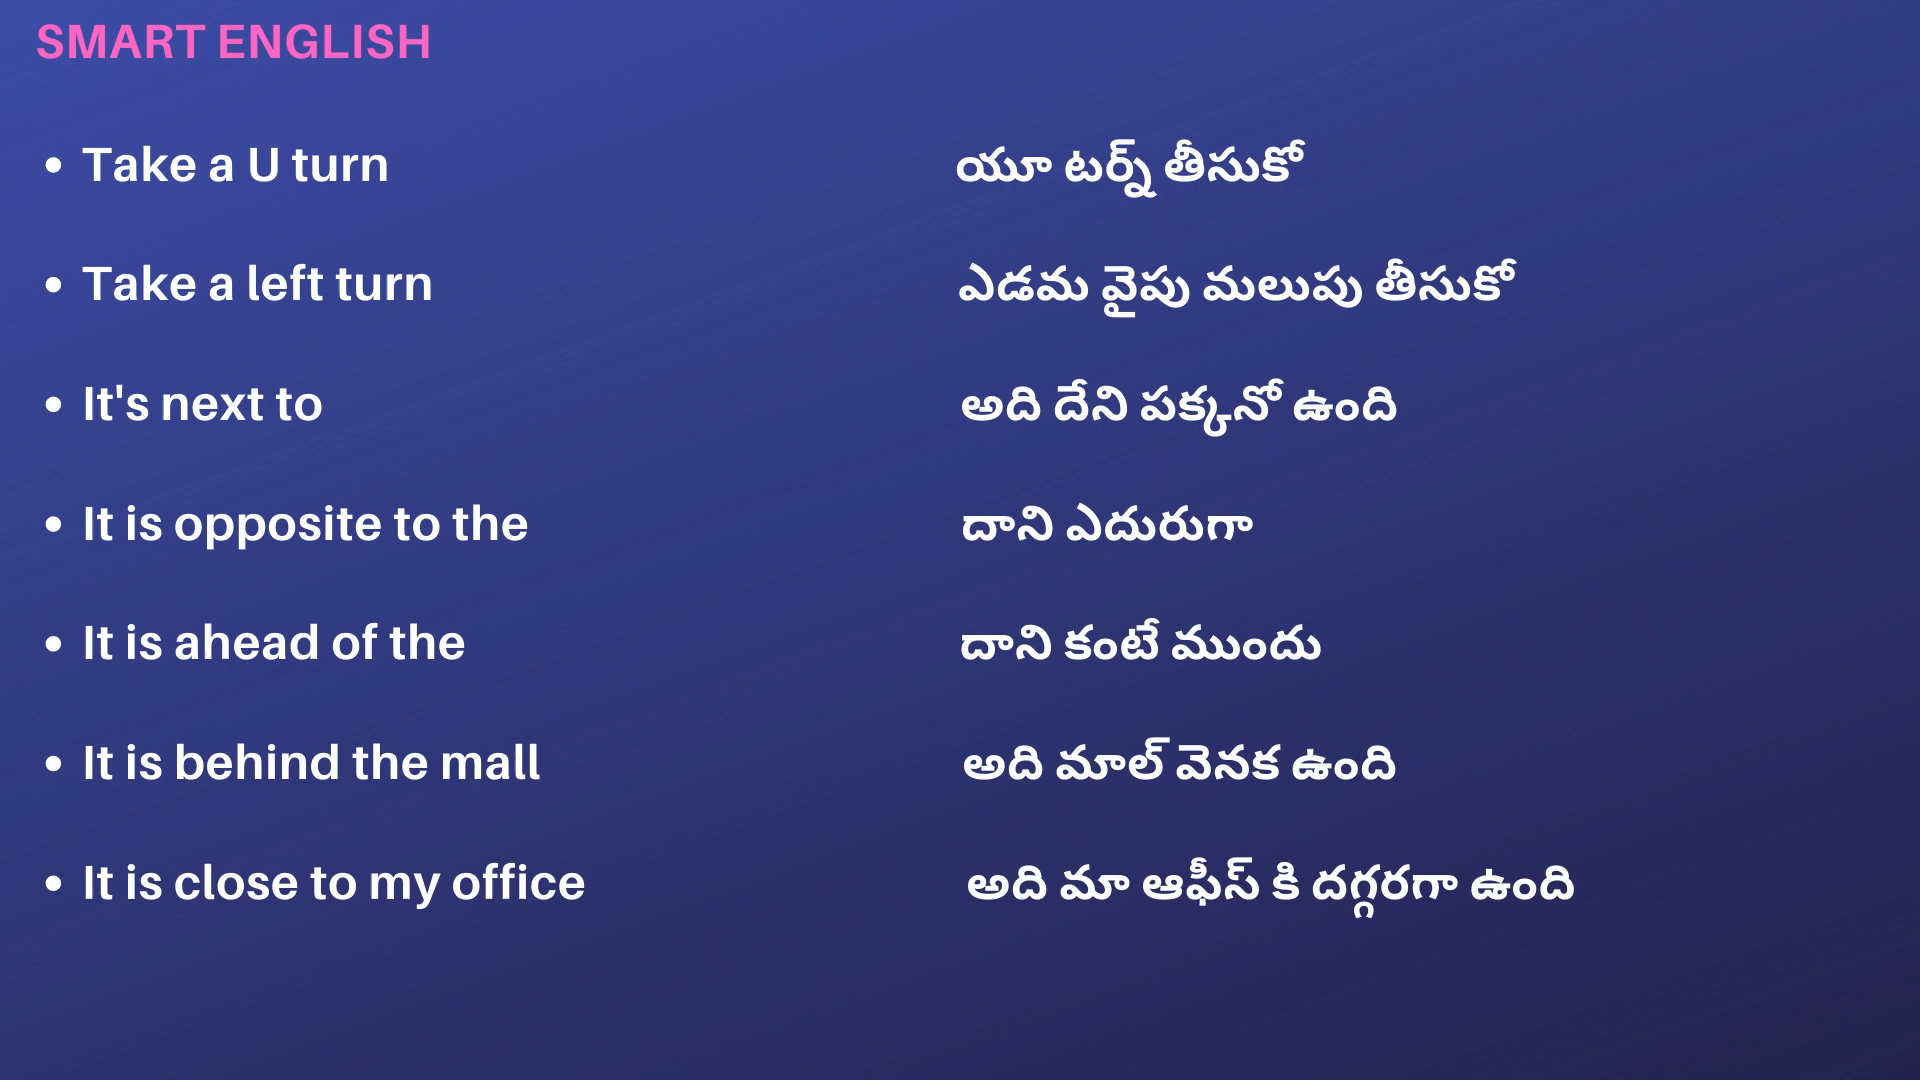 SMART ENGLISH
• Take a U turn యూ టర్న్ తీసుకో
• Take a left turn ఎడమ వైపు మలుపు తీసుకో
• It's next to అది దేని పక్కనో ఉంది
• It is opposite to the దాని ఎదురుగా
• It is ahead of the దాని కంటే ముందు
• It is behind the mall అది మాల్ వెనక ఉంది
• It is close to my office అది మా ఆఫీస్ కి దగ్గరగా ఉంది